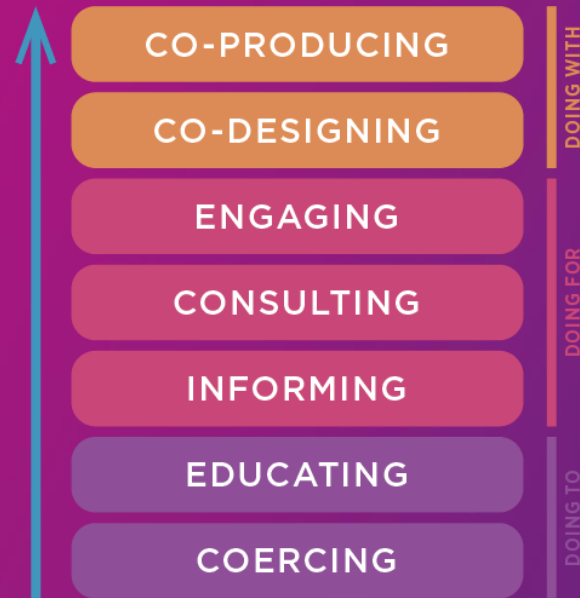 CO-PRODUCING
CO-DESIGNING
DOING WITH
ENGAGING
CONSULTING
INFORMING
DOING FOR
EDUCATING
COERCING
DOING TO